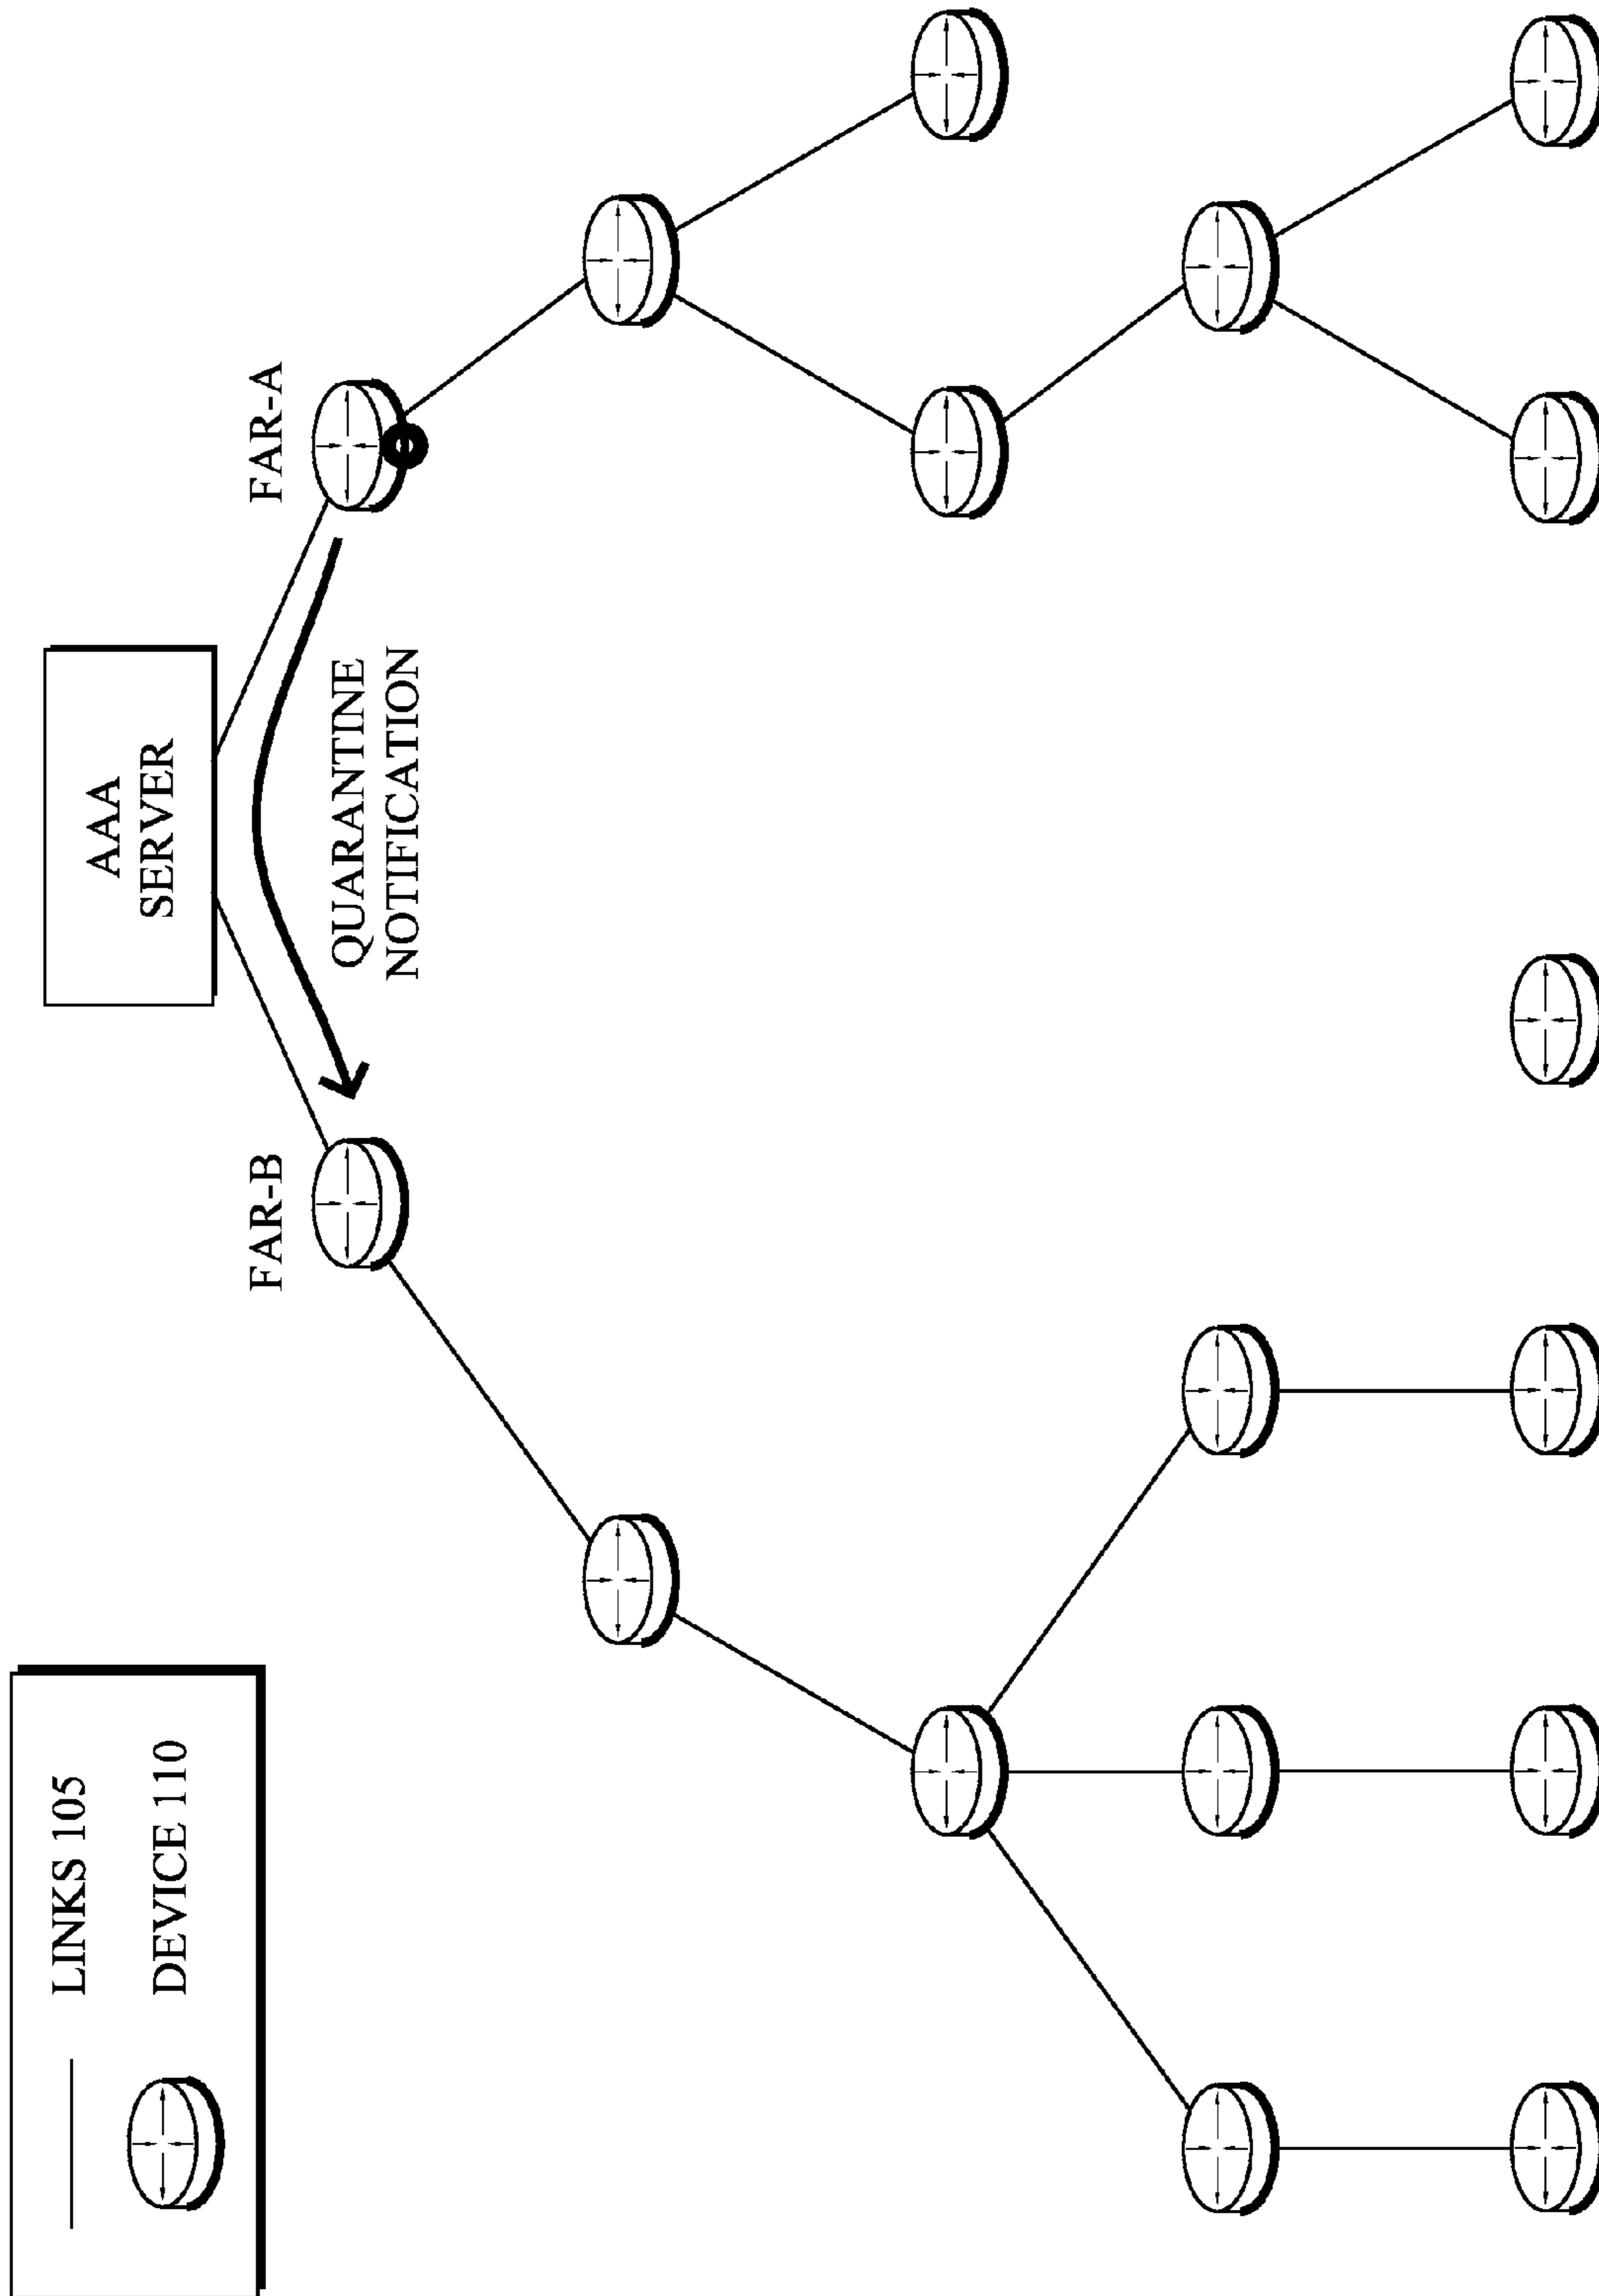 LINKS 105
DEVICE 110
AAA
SERVER
FAR-B
FAR-A
QUARANTINE
NOTIFICATION